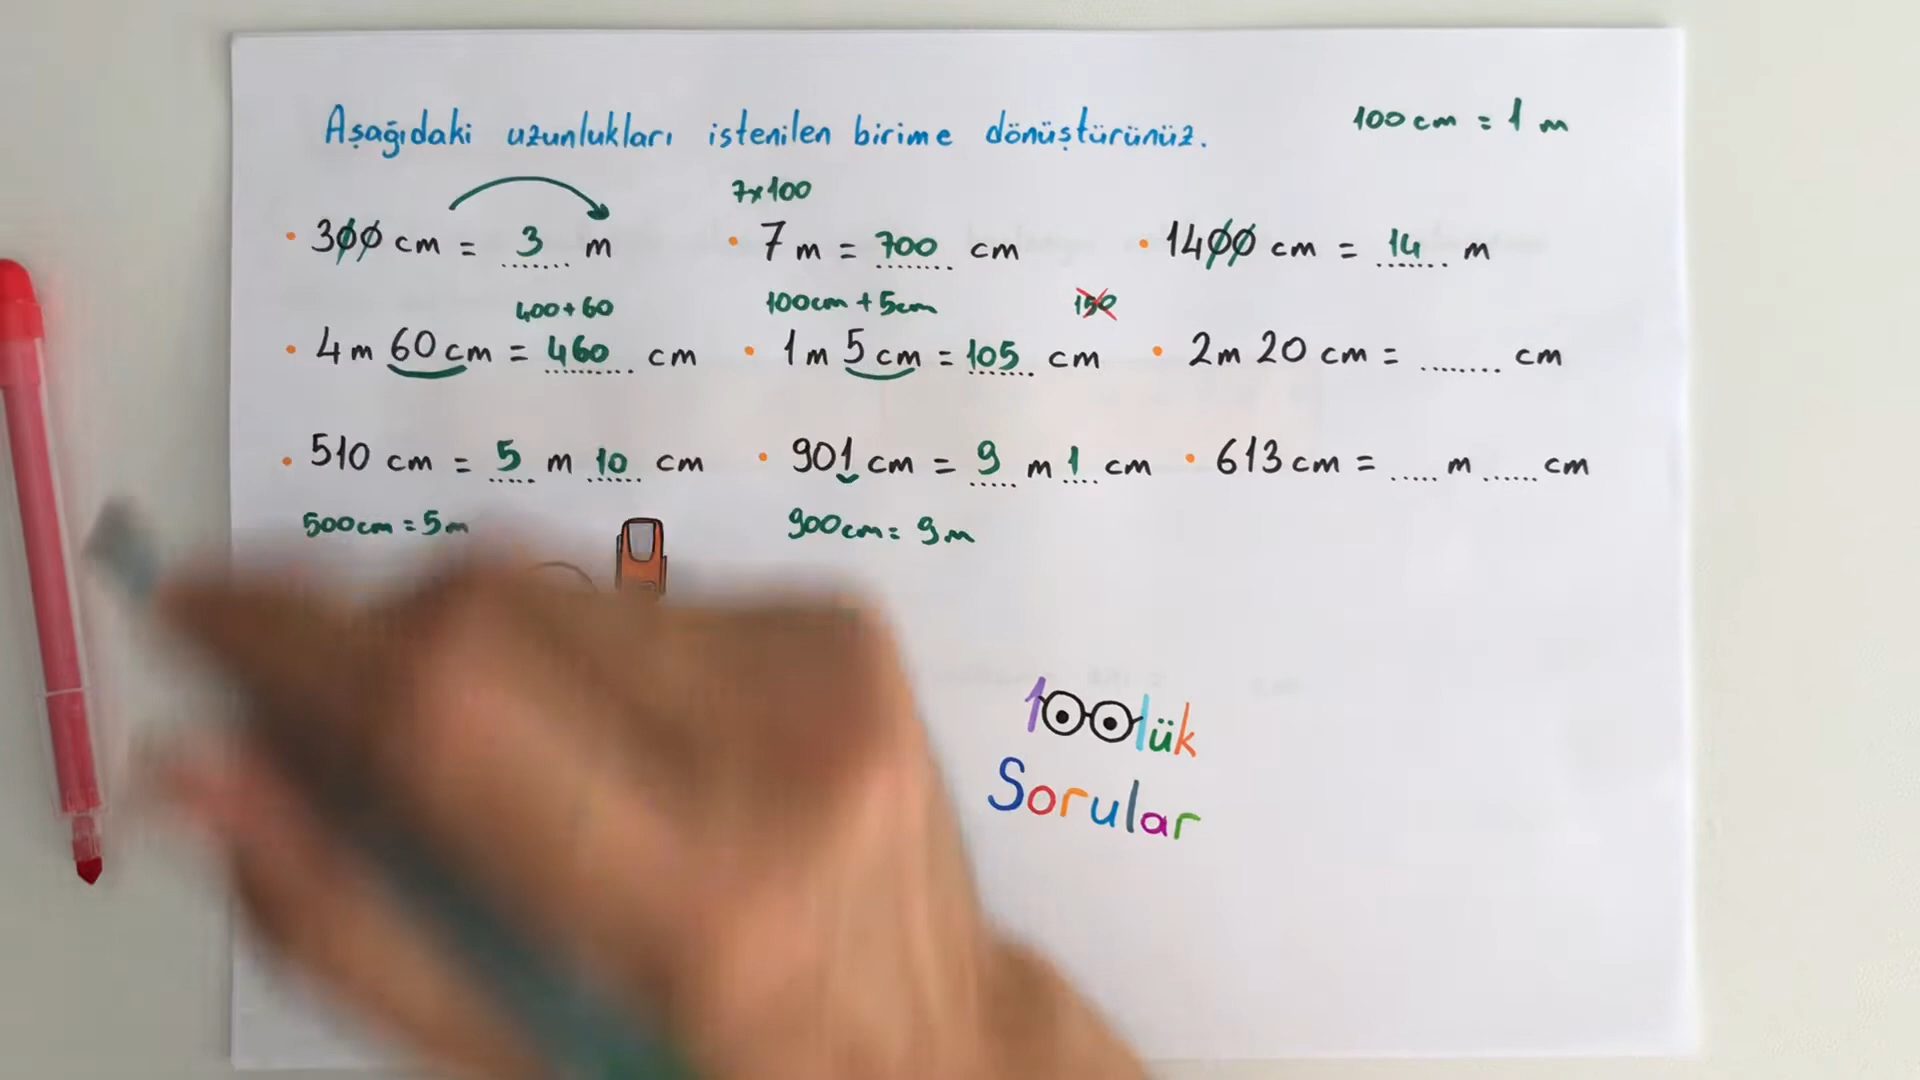 Aşağıdaki uzunlukları istenilen birime dönüştürünüz.
100 cm = 1 m
7x100
300 cm = 3 m
7 m = 700 cm
1400 cm = 14 m
400+60
100cm + 5cm
150
4 m 60 cm = 460 cm
1 m 5 cm = 105 cm
2m 20 cm = ........ cm
510 cm = 5 m 10 cm
901 cm = 9 m 1 cm
613 cm = ..... m ...... cm
500cm = 5m
900cm = 9m
100lük
Sorular